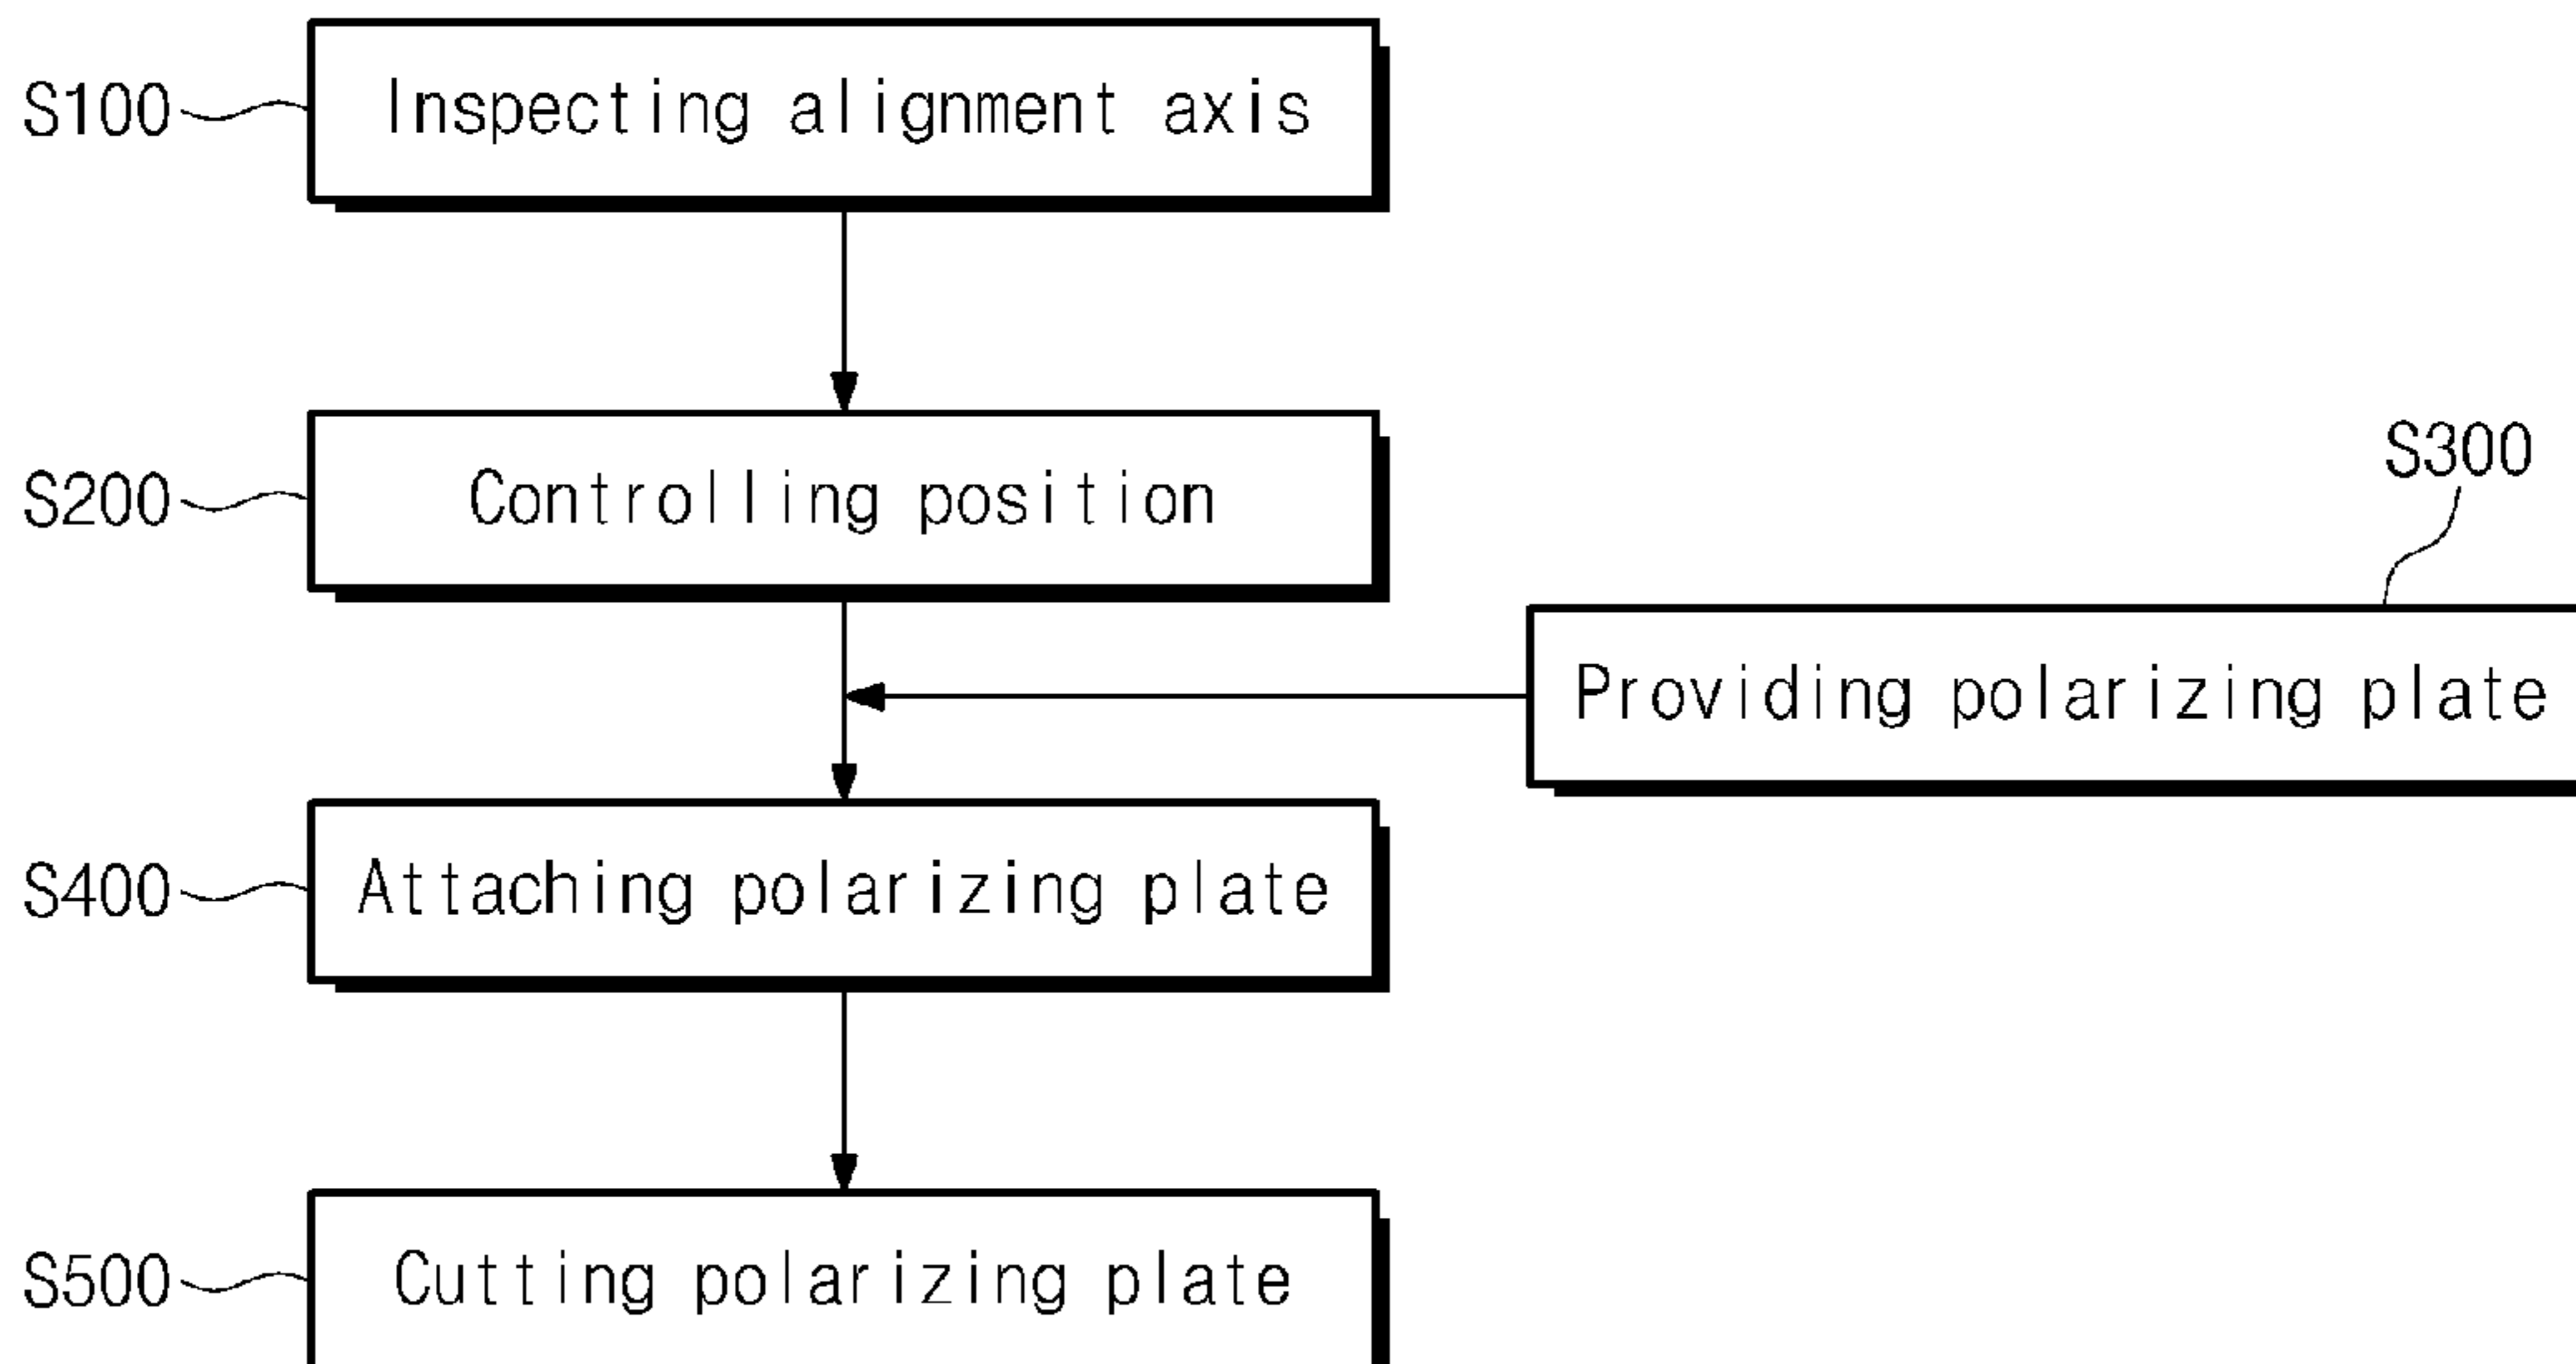 S100 Inspecting alignment axis
S200 Controlling position
S300
Providing polarizing plate
S400 Attaching polarizing plate
S500 Cutting polarizing plate